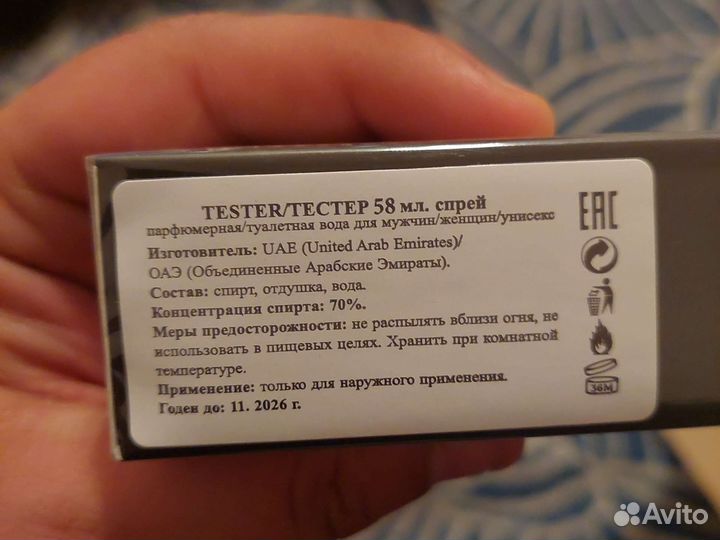 TESTER/ТЕСТЕР 58 мл. спрей
парфюмерная/туалетная вода для мужчин/женщин/унисекс
Изготовитель: UAE (United Arab Emirates)/
ОАЭ (Объединенные Арабские Эмираты).
Состав: спирт, отдушка, вода.
Концентрация спирта: 70%.
Меры предосторожности: не распылять вблизи огня, не
использовать в пищевых целях. Хранить при комнатной
температуре.
Применение: только для наружного применения.
Годен до: 11. 2026 г.
EAC
36М
Avito